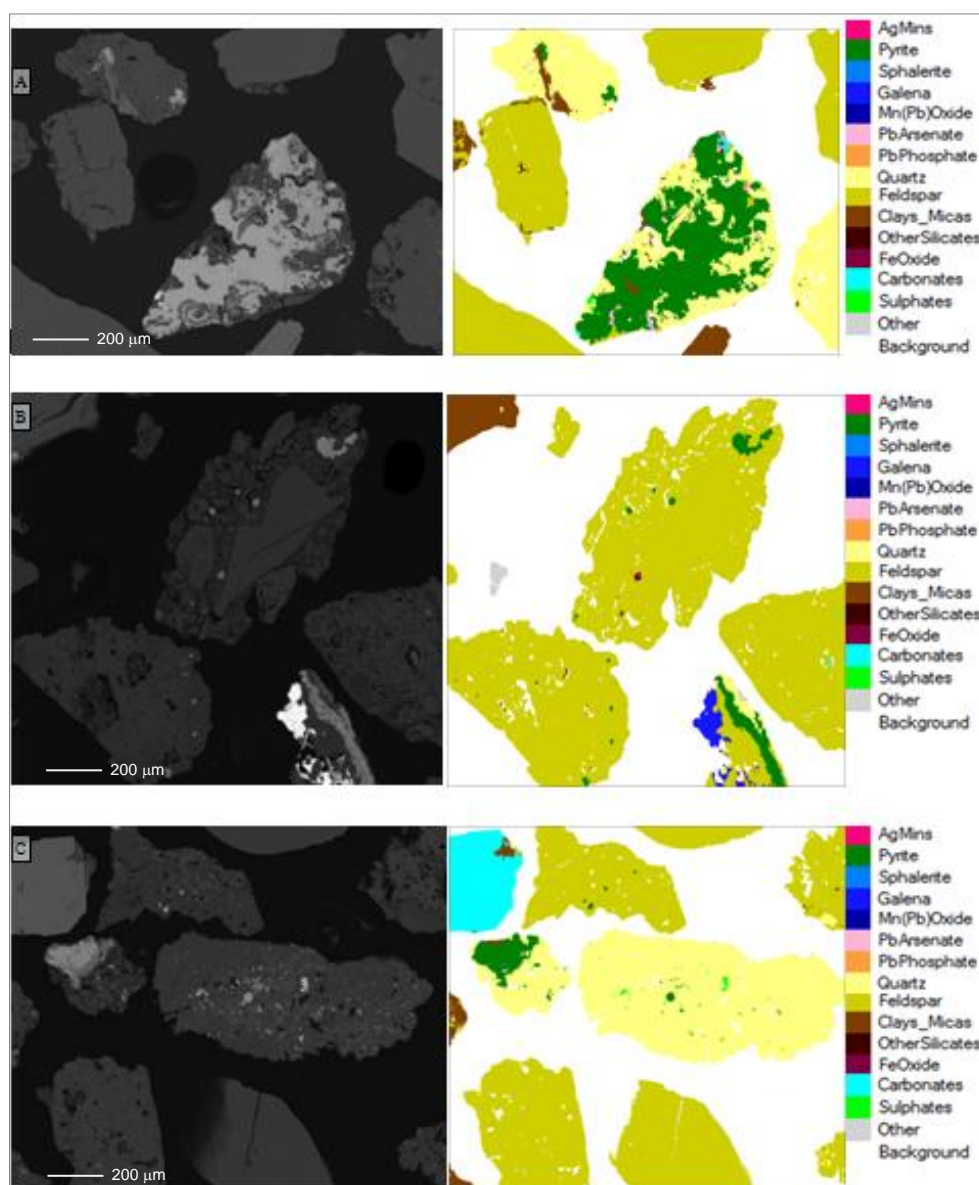 A
AgMins
Pyrite
Sphalerite
Galena
Mn(Pb)Oxide
PbArsenate
PbPhosphate
Quartz
Feldspar
Clays_Micas
OtherSilicates
FeOxide
Carbonates
Sulphates
Other
Background
200 μm
B
AgMins
Pyrite
Sphalerite
Galena
Mn(Pb)Oxide
PbArsenate
PbPhosphate
Quartz
Feldspar
Clays_Micas
OtherSilicates
FeOxide
Carbonates
Sulphates
Other
Background
200 μm
C
AgMins
Pyrite
Sphalerite
Galena
Mn(Pb)Oxide
PbArsenate
PbPhosphate
Quartz
Feldspar
Clays_Micas
OtherSilicates
FeOxide
Carbonates
Sulphates
Other
Background
200 μm